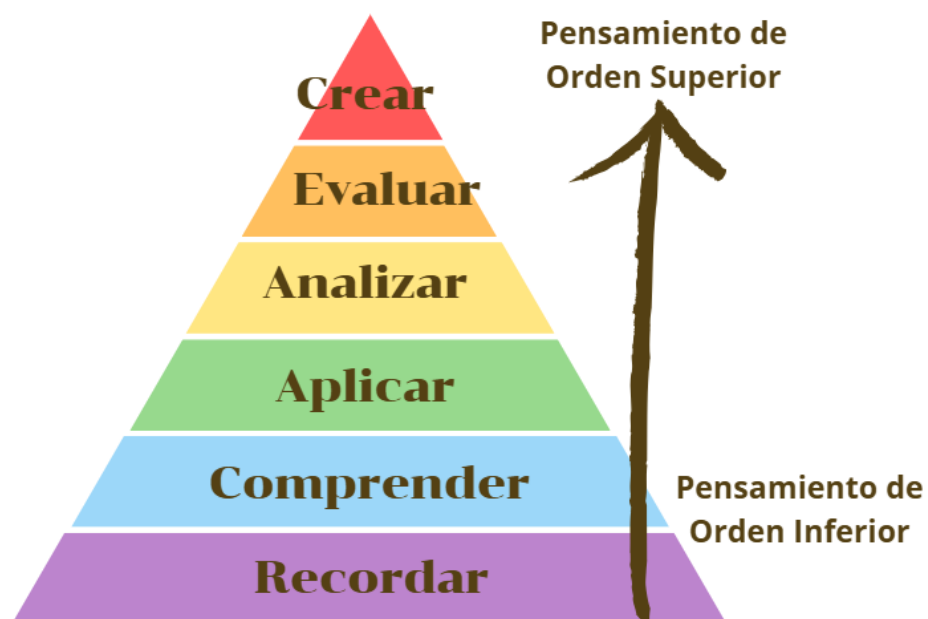 Pensamiento de
Orden Superior
Crear
Evaluar
Analizar
Aplicar
Comprender
Pensamiento de
Orden Inferior
Recordar